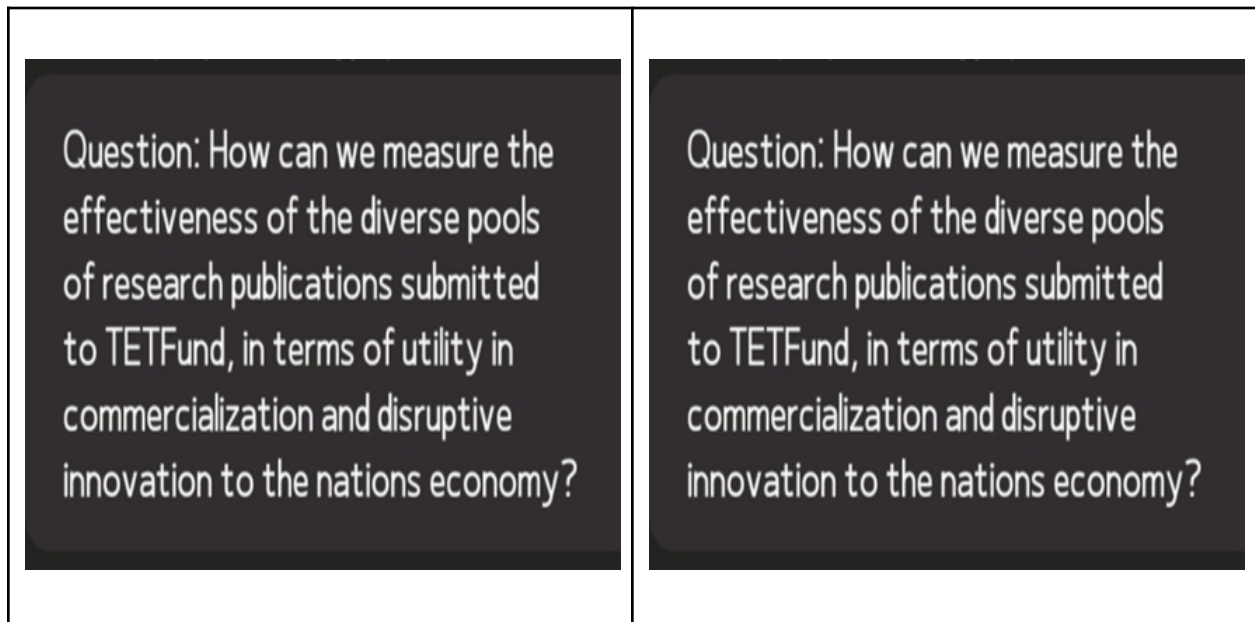 Question: How can we measure the
effectiveness of the diverse pools
of research publications submitted
to TETFund, in terms of utility in
commercialization and disruptive
innovation to the nations economy?
Question: How can we measure the
effectiveness of the diverse pools
of research publications submitted
to TETFund, in terms of utility in
commercialization and disruptive
innovation to the nations economy?